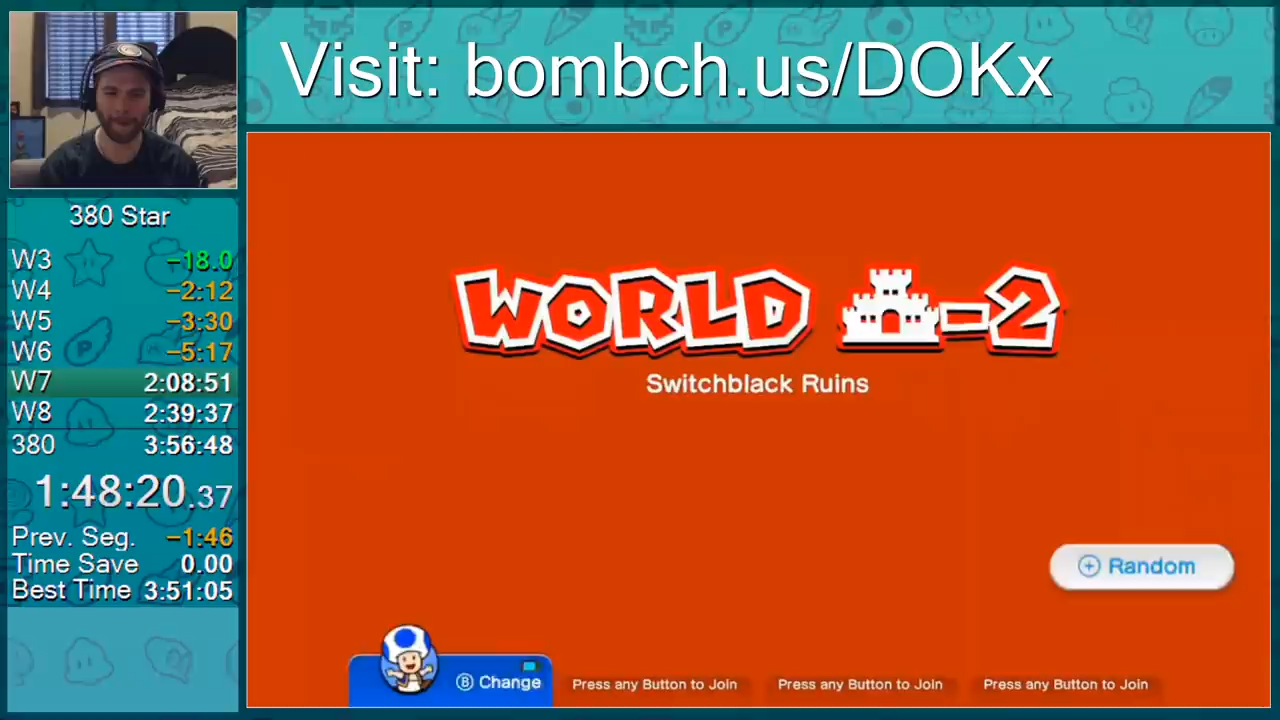 Visit: bombch.us/DOKx
380 Star
W3 −18.0
W4 −2:12
W5 −3:30
W6 −5:17
W7 2:08:51
W8 2:39:37
380 3:56:48
1:48:20.37
Prev. Seg. −1:46
Time Save 0.00
Best Time 3:51:05
WORLD -2
Switchblack Ruins
Random
B Change
Press any Button to Join
Press any Button to Join
Press any Button to Join